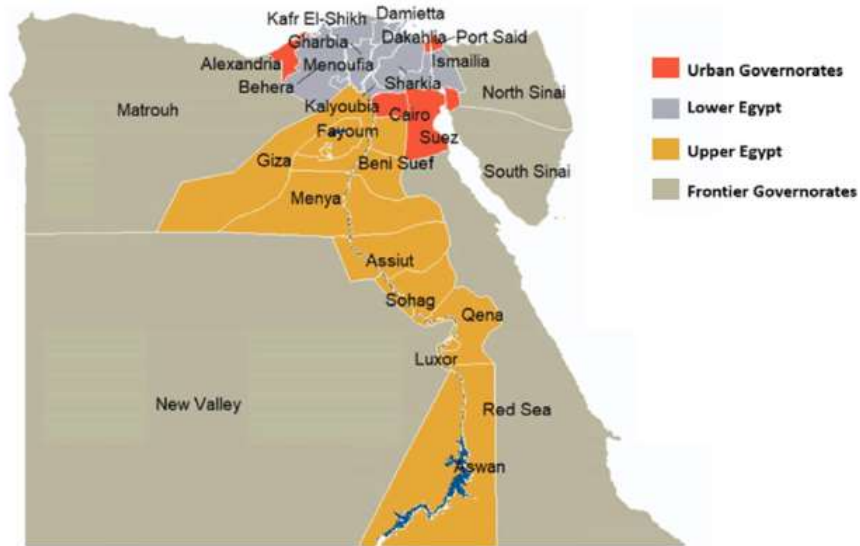 Kafr El-Shikh
Damietta
Gharbia
Dakahlia
Port Said
Alexandria
Menoufia
Ismailia
Behera
Sharkia
Kalyoubia
North Sinai
Matrouh
Cairo
Fayoum
Suez
Giza
Beni Suef
South Sinai
Menya
Assiut
Sohag
Qena
Luxor
New Valley
Red Sea
Aswan
Urban Governorates
Lower Egypt
Upper Egypt
Frontier Governorates